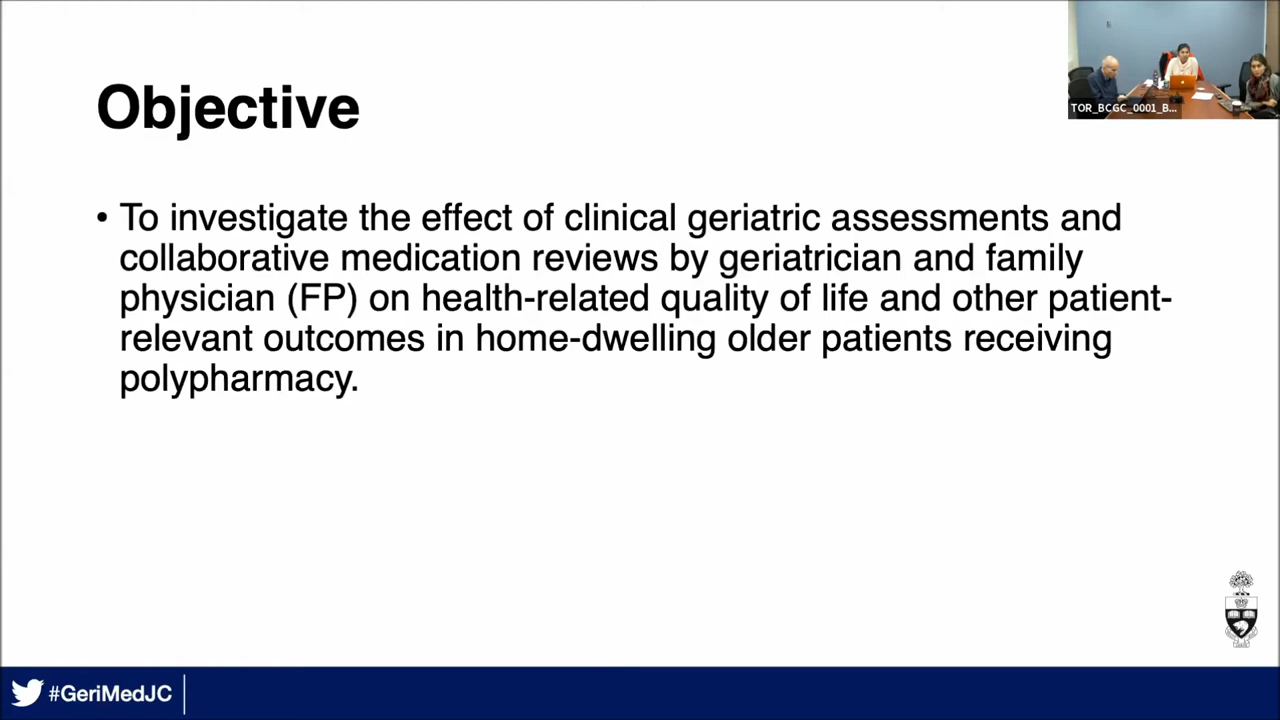 TOR_BCGC_0001_B...
Objective
• To investigate the effect of clinical geriatric assessments and
collaborative medication reviews by geriatrician and family
physician (FP) on health-related quality of life and other patient-
relevant outcomes in home-dwelling older patients receiving
polypharmacy.
#GeriMedJC